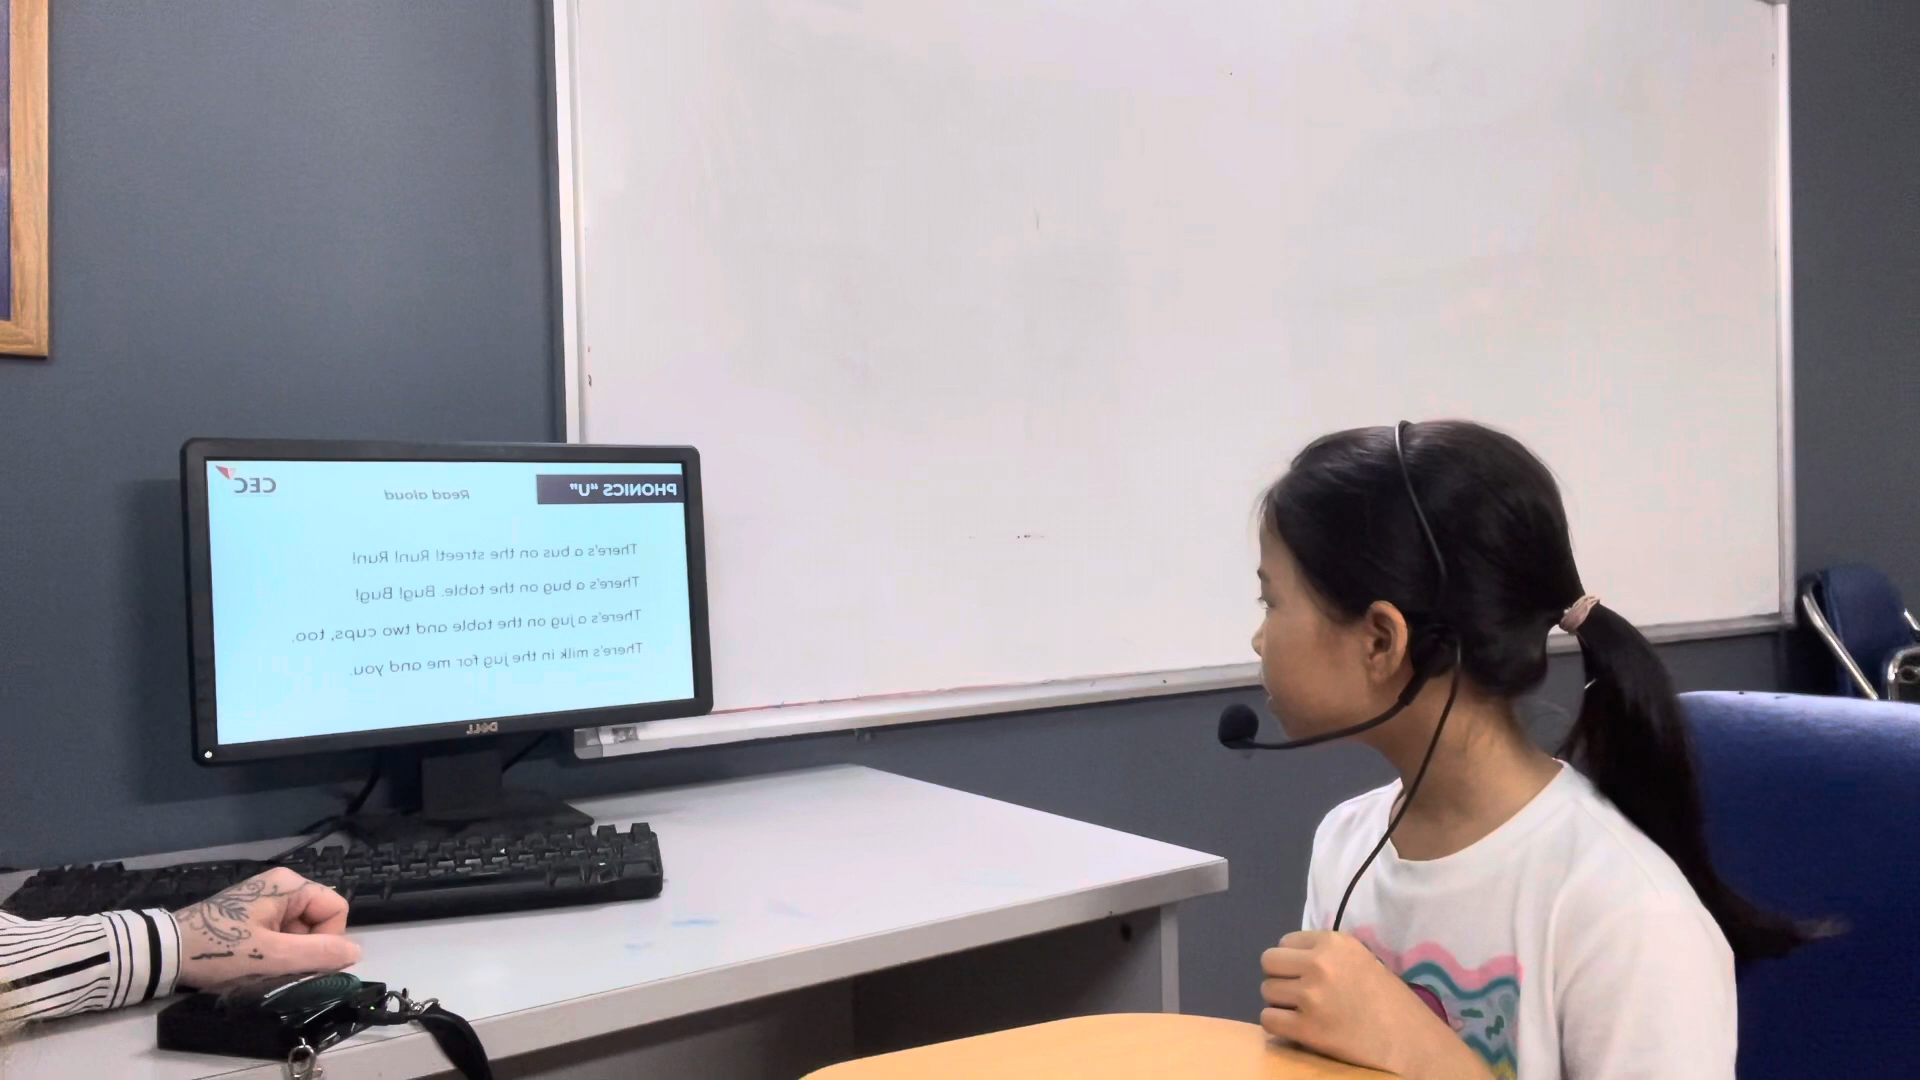 PHONICS "U"
Read aloud
CEC
There's a bus on the street! Run! Run!
There's a bug on the table. Bug! Bug!
There's a jug on the table and two cups, too.
There's milk in the jug for me and you.
DELL